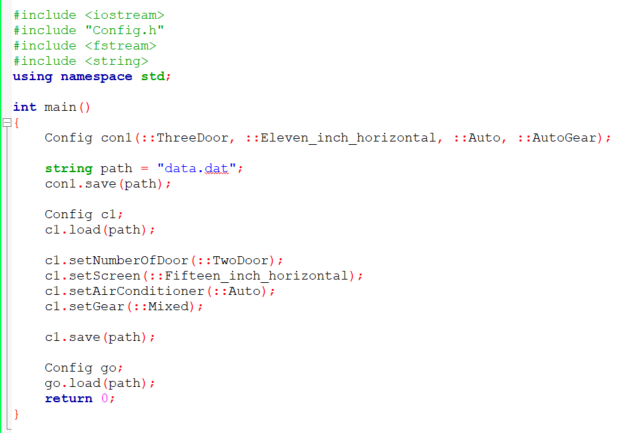 #include <iostream>
#include "Config.h"
#include <fstream>
#include <string>
using namespace std;
int main()
{
Config con1(::ThreeDoor, ::Eleven_inch_horizontal, ::Auto, ::AutoGear);
string path = "data.dat";
con1.save(path);
Config c1;
c1.load(path);
c1.setNumberOfDoor(::TwoDoor);
c1.setScreen(::Fifteen_inch_horizontal);
c1.setAirConditioner(::Auto);
c1.setGear(::Mixed);
c1.save(path);
Config go;
go.load(path);
return 0;
}